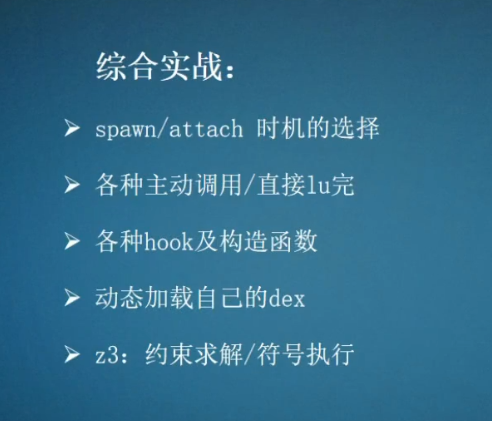 综合实战：
➢ spawn/attach 时机的选择
➢ 各种主动调用/直接lu完
➢ 各种hook及构造函数
➢ 动态加载自己的dex
➢ z3：约束求解/符号执行